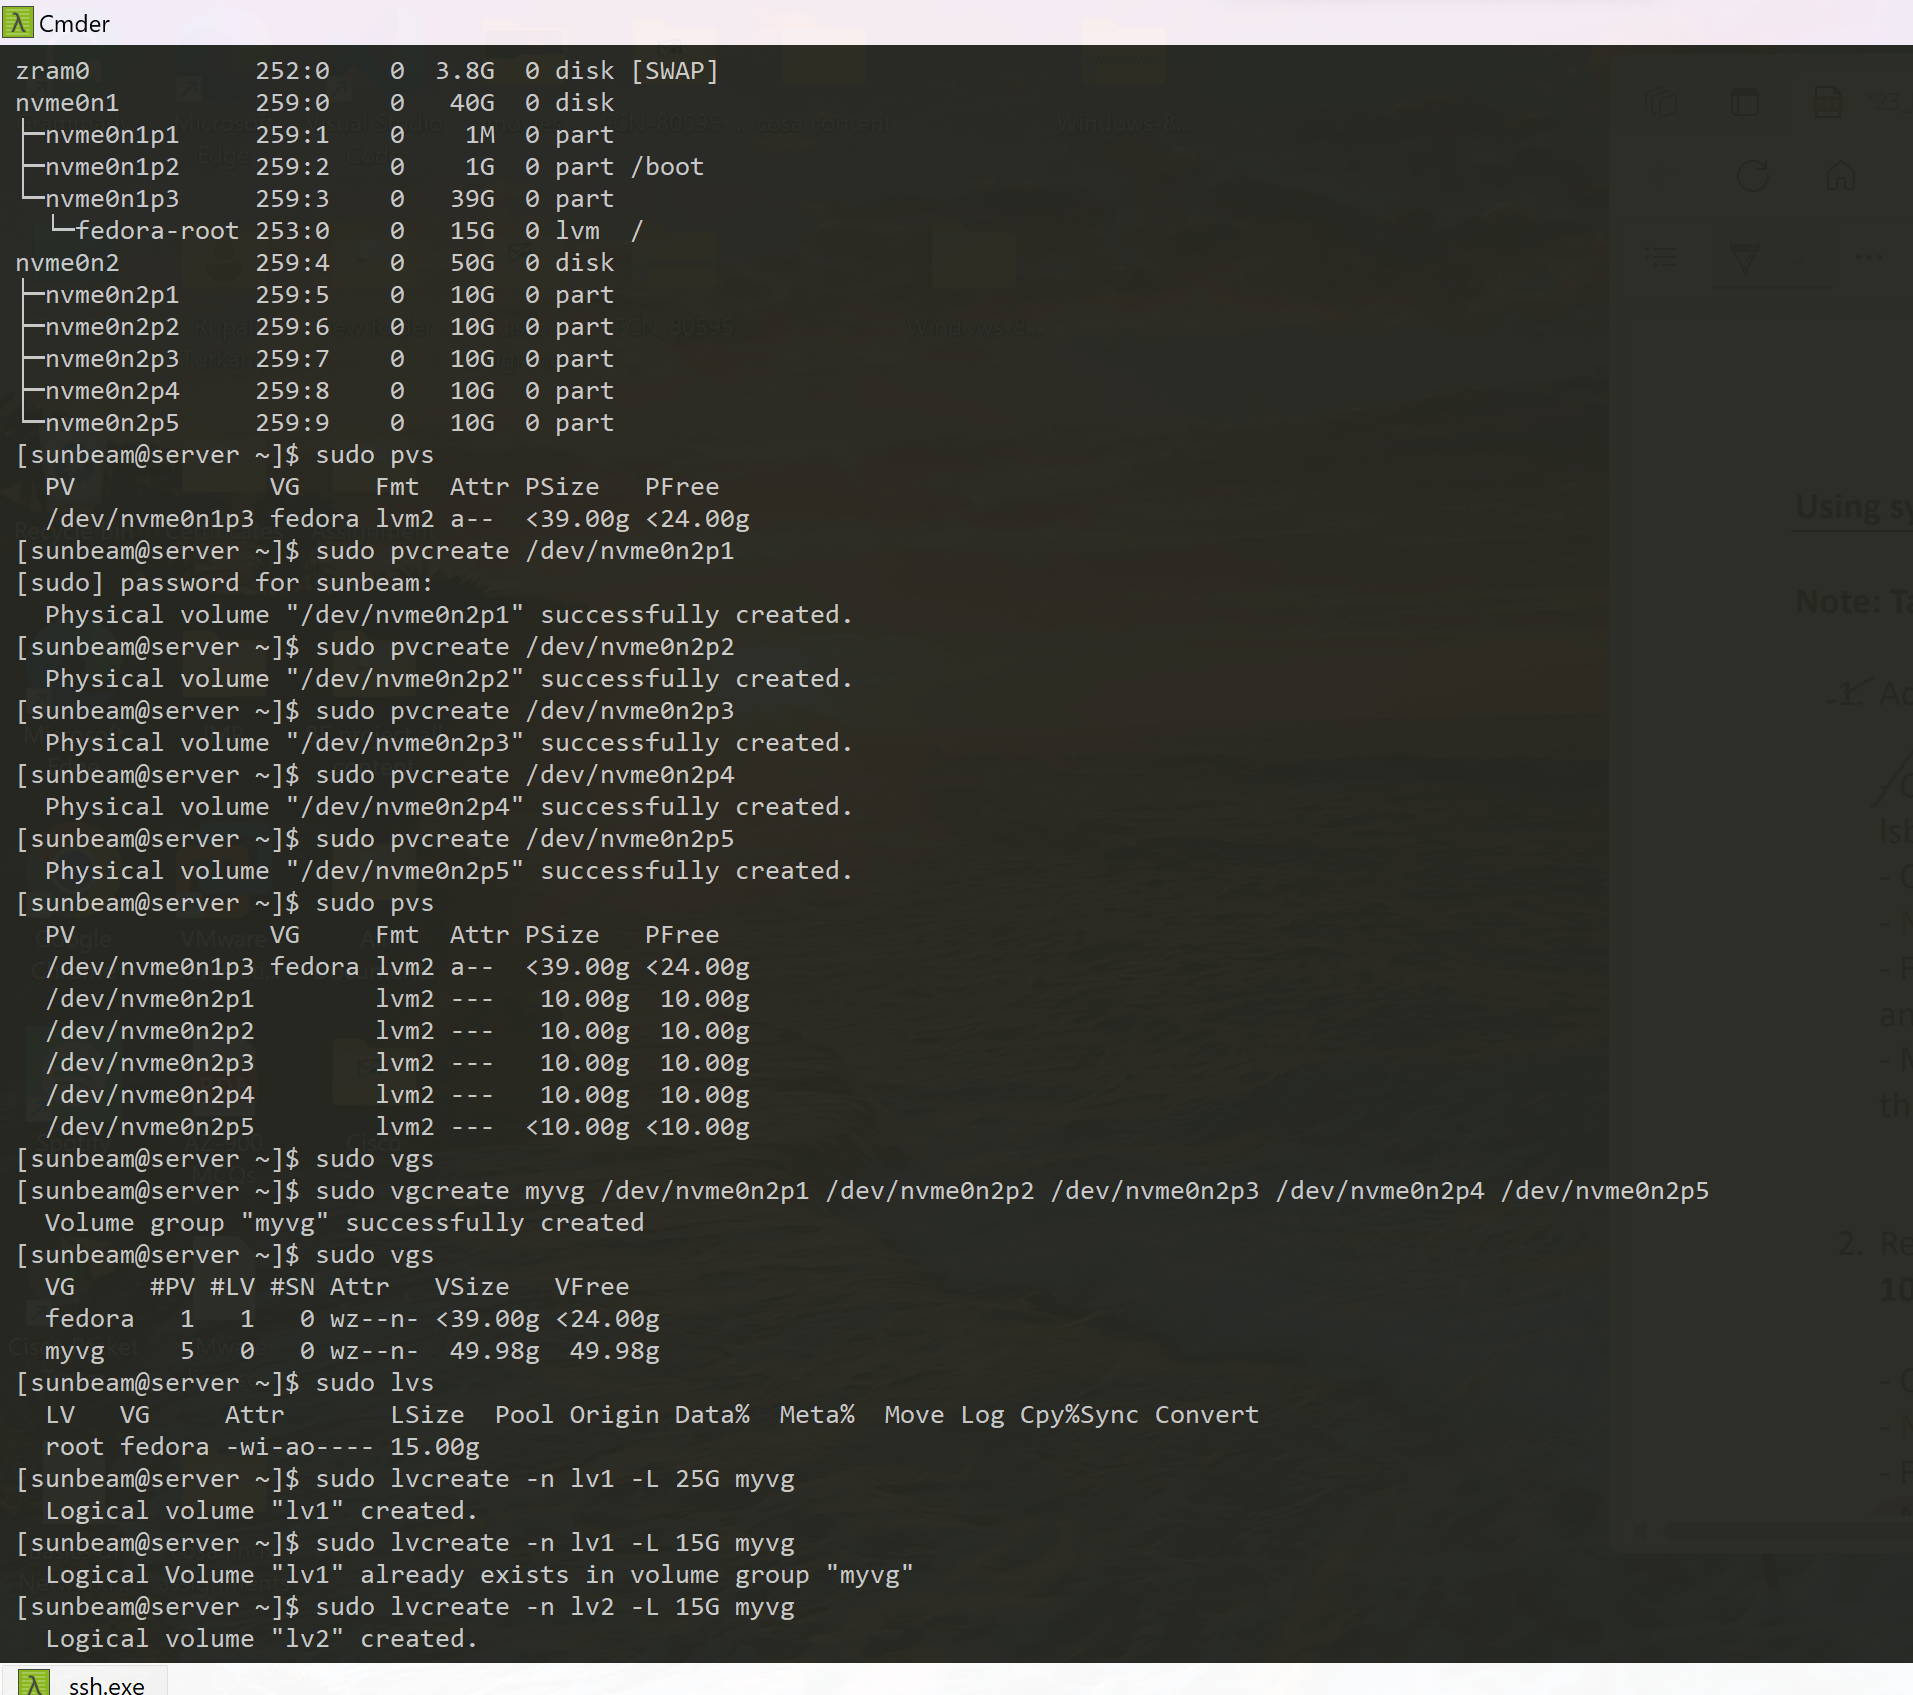 Cmder
zram0 252:0 0 3.8G 0 disk [SWAP]
nvme0n1 259:0 0 40G 0 disk
├─nvme0n1p1 259:1 0 1M 0 part
├─nvme0n1p2 259:2 0 1G 0 part /boot
└─nvme0n1p3 259:3 0 39G 0 part
└─fedora-root 253:0 0 15G 0 lvm /
nvme0n2 259:4 0 50G 0 disk
├─nvme0n2p1 259:5 0 10G 0 part
├─nvme0n2p2 259:6 0 10G 0 part
├─nvme0n2p3 259:7 0 10G 0 part
├─nvme0n2p4 259:8 0 10G 0 part
└─nvme0n2p5 259:9 0 10G 0 part
[sunbeam@server ~]$ sudo pvs
PV VG Fmt Attr PSize PFree
/dev/nvme0n1p3 fedora lvm2 a-- <39.00g <24.00g
[sunbeam@server ~]$ sudo pvcreate /dev/nvme0n2p1
[sudo] password for sunbeam:
Physical volume "/dev/nvme0n2p1" successfully created.
[sunbeam@server ~]$ sudo pvcreate /dev/nvme0n2p2
Physical volume "/dev/nvme0n2p2" successfully created.
[sunbeam@server ~]$ sudo pvcreate /dev/nvme0n2p3
Physical volume "/dev/nvme0n2p3" successfully created.
[sunbeam@server ~]$ sudo pvcreate /dev/nvme0n2p4
Physical volume "/dev/nvme0n2p4" successfully created.
[sunbeam@server ~]$ sudo pvcreate /dev/nvme0n2p5
Physical volume "/dev/nvme0n2p5" successfully created.
[sunbeam@server ~]$ sudo pvs
PV VG Fmt Attr PSize PFree
/dev/nvme0n1p3 fedora lvm2 a-- <39.00g <24.00g
/dev/nvme0n2p1 lvm2 --- 10.00g 10.00g
/dev/nvme0n2p2 lvm2 --- 10.00g 10.00g
/dev/nvme0n2p3 lvm2 --- 10.00g 10.00g
/dev/nvme0n2p4 lvm2 --- 10.00g 10.00g
/dev/nvme0n2p5 lvm2 --- <10.00g <10.00g
[sunbeam@server ~]$ sudo vgs
[sunbeam@server ~]$ sudo vgcreate myvg /dev/nvme0n2p1 /dev/nvme0n2p2 /dev/nvme0n2p3 /dev/nvme0n2p4 /dev/nvme0n2p5
Volume group "myvg" successfully created
[sunbeam@server ~]$ sudo vgs
VG #PV #LV #SN Attr VSize VFree
fedora 1 1 0 wz--n- <39.00g <24.00g
myvg 5 0 0 wz--n- 49.98g 49.98g
[sunbeam@server ~]$ sudo lvs
LV VG Attr LSize Pool Origin Data% Meta% Move Log Cpy%Sync Convert
root fedora -wi-ao---- 15.00g
[sunbeam@server ~]$ sudo lvcreate -n lv1 -L 25G myvg
Logical volume "lv1" created.
[sunbeam@server ~]$ sudo lvcreate -n lv1 -L 15G myvg
Logical Volume "lv1" already exists in volume group "myvg"
[sunbeam@server ~]$ sudo lvcreate -n lv2 -L 15G myvg
Logical volume "lv2" created.
ssh.exe